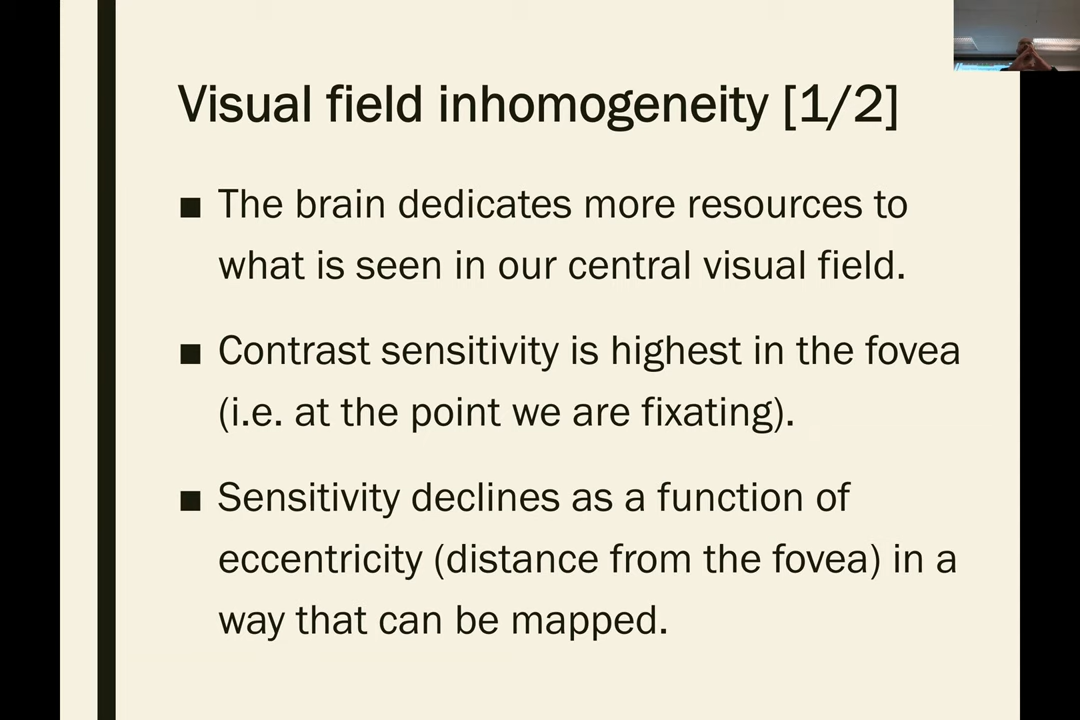 Visual field inhomogeneity [1/2]
■ The brain dedicates more resources to
what is seen in our central visual field.
■ Contrast sensitivity is highest in the fovea
(i.e. at the point we are fixating).
■ Sensitivity declines as a function of
eccentricity (distance from the fovea) in a
way that can be mapped.